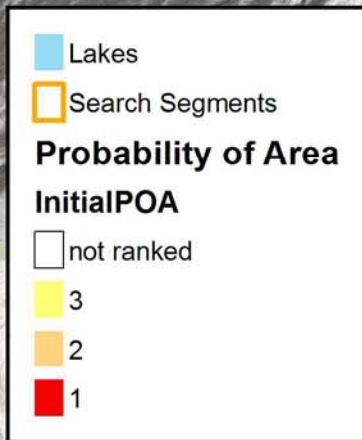 Lakes
Search Segments
Probability of Area
InitialPOA
not ranked
3
2
1